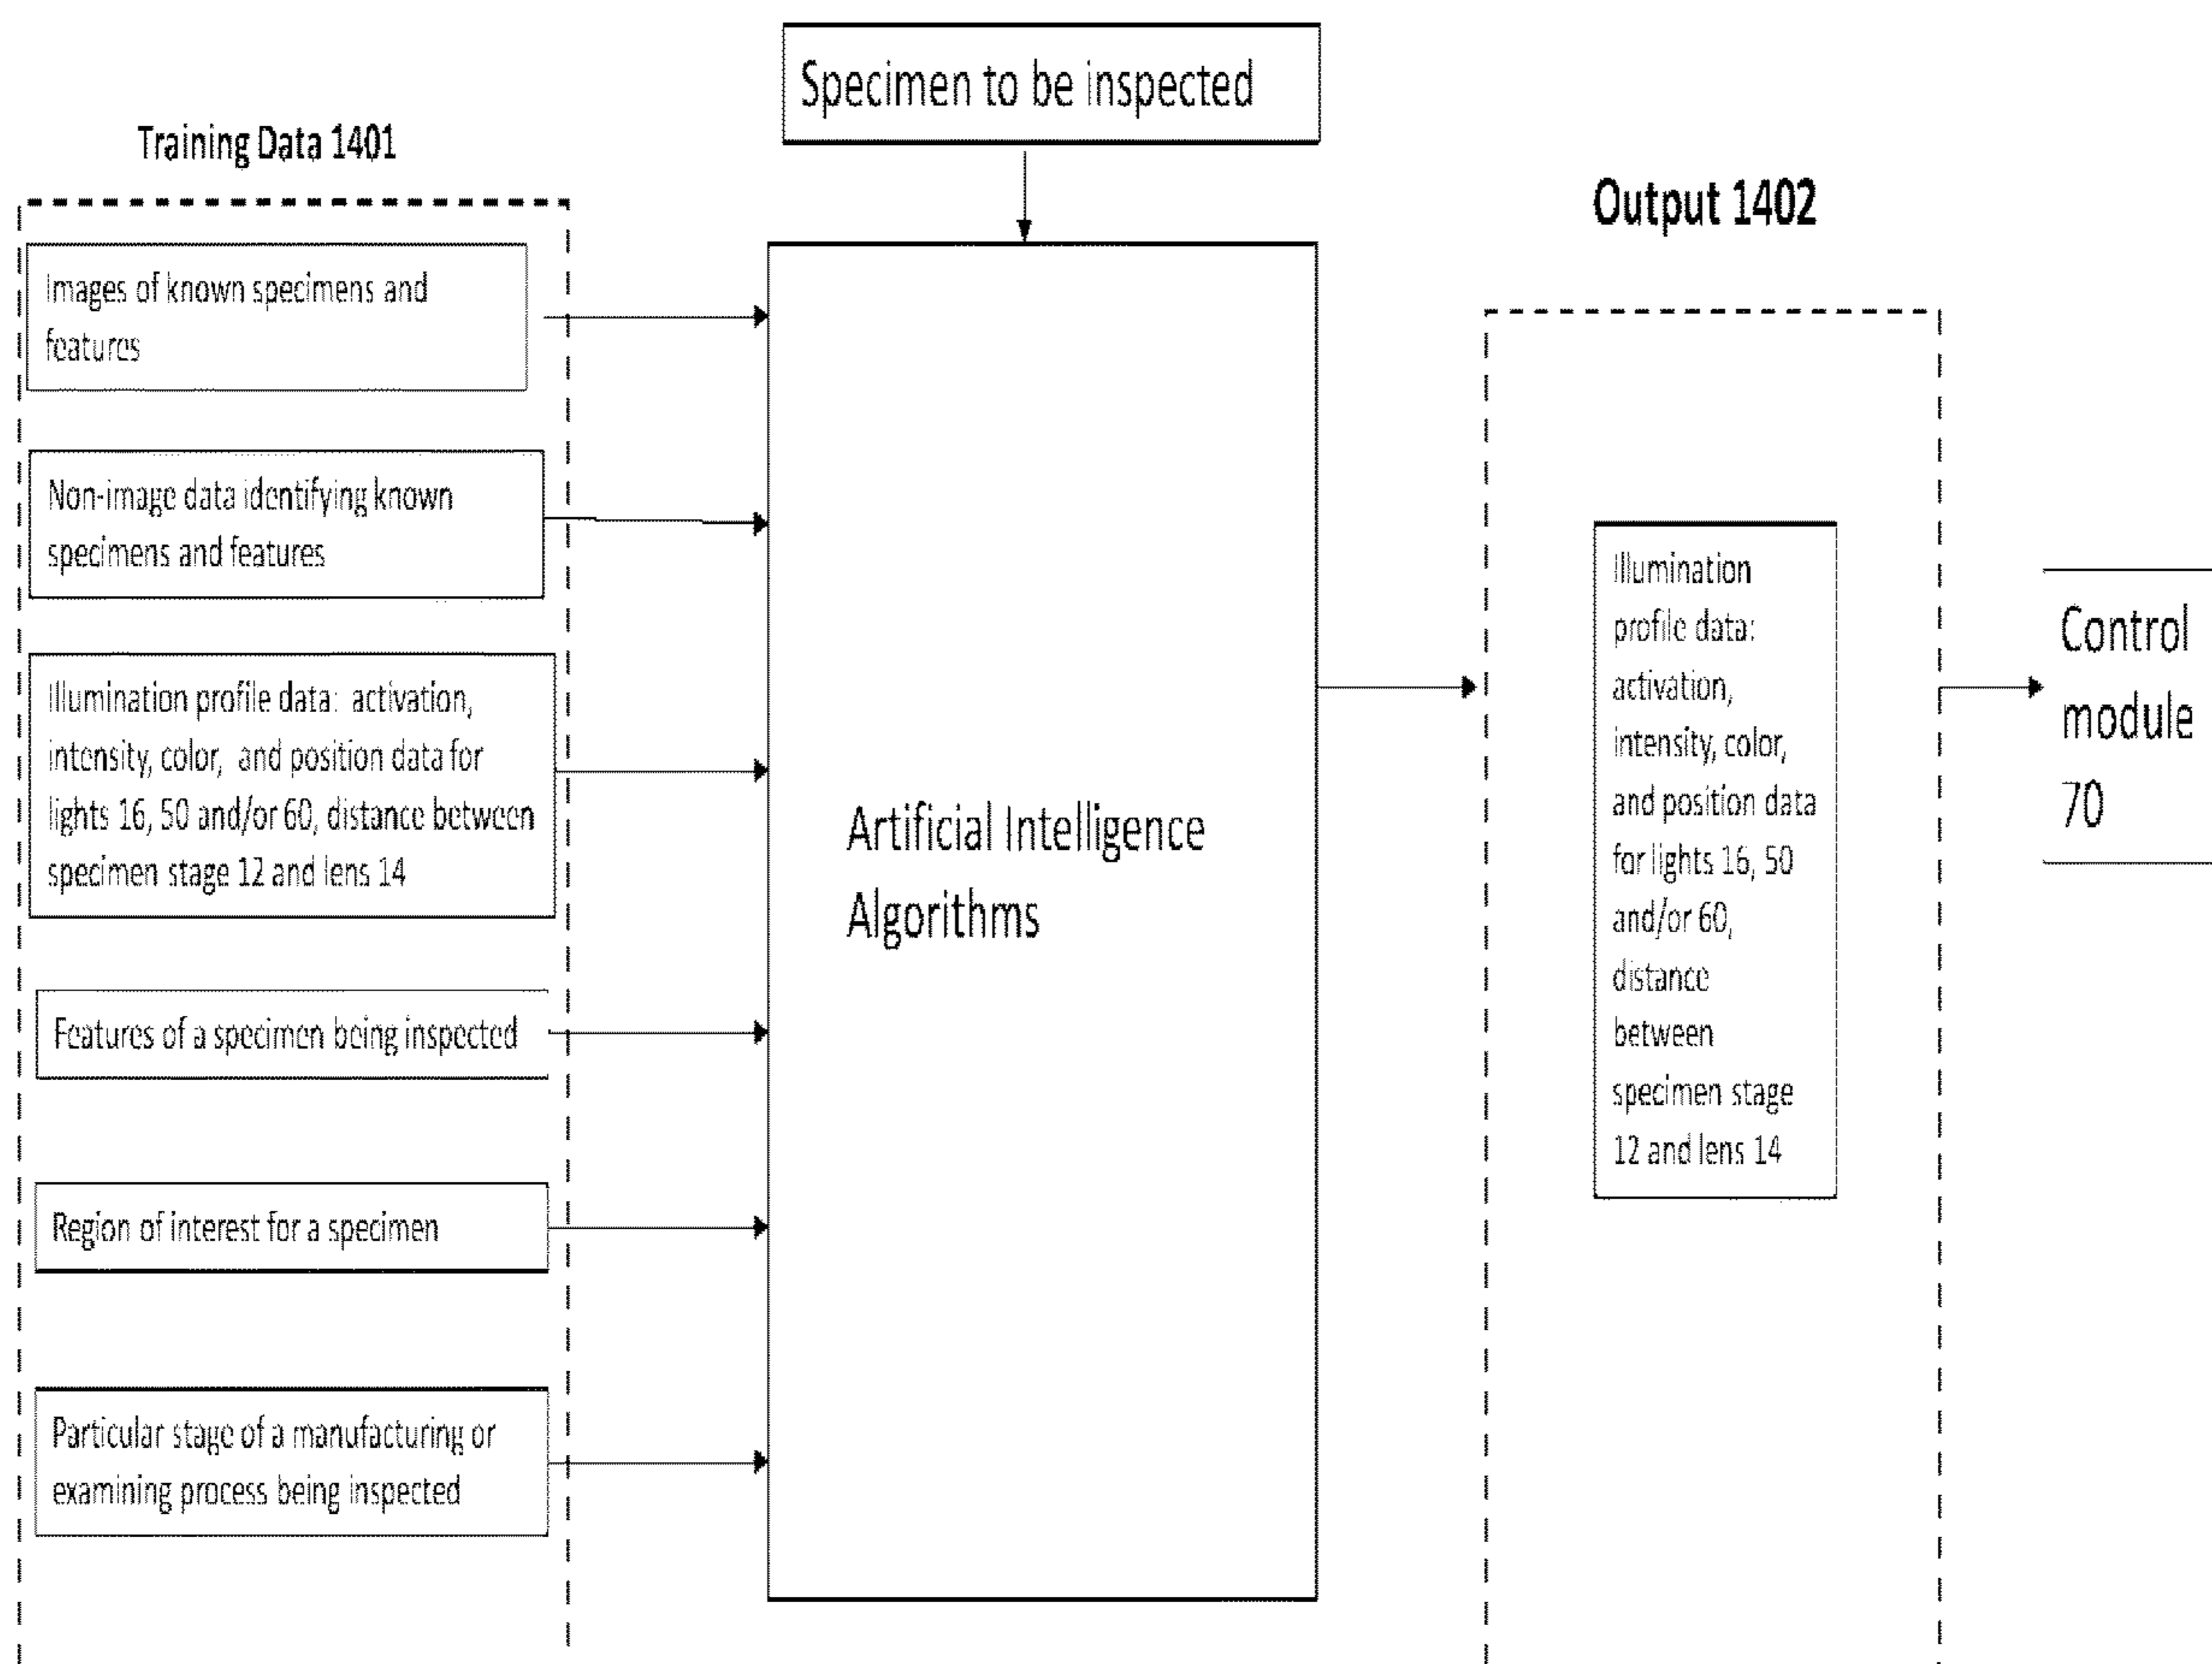 Specimen to be inspected
Training Data 1401
Images of known specimens and
features
Non-image data identifying known
specimens and features
Illumination profile data: activation,
intensity, color, and position data for
lights 16, 50 and/or 60, distance between
specimen stage 12 and lens 14
Features of a specimen being inspected
Region of interest for a specimen
Particular stage of a manufacturing or
examining process being inspected
Artificial Intelligence
Algorithms
Output 1402
Illumination
profile data:
activation,
intensity, color,
and position data
for lights 16, 50
and/or 60,
distance
between
specimen stage
12 and lens 14
Control
module
70